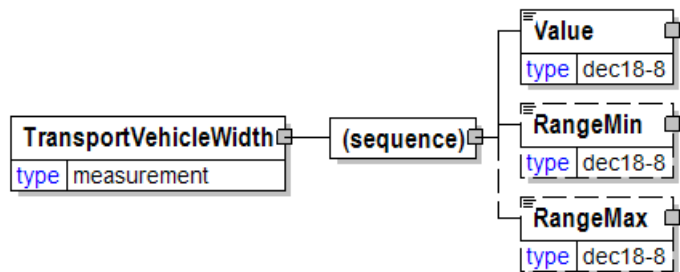 Value
type dec18-8
TransportVehicleWidth
type measurement
(sequence)
RangeMin
type dec18-8
RangeMax
type dec18-8